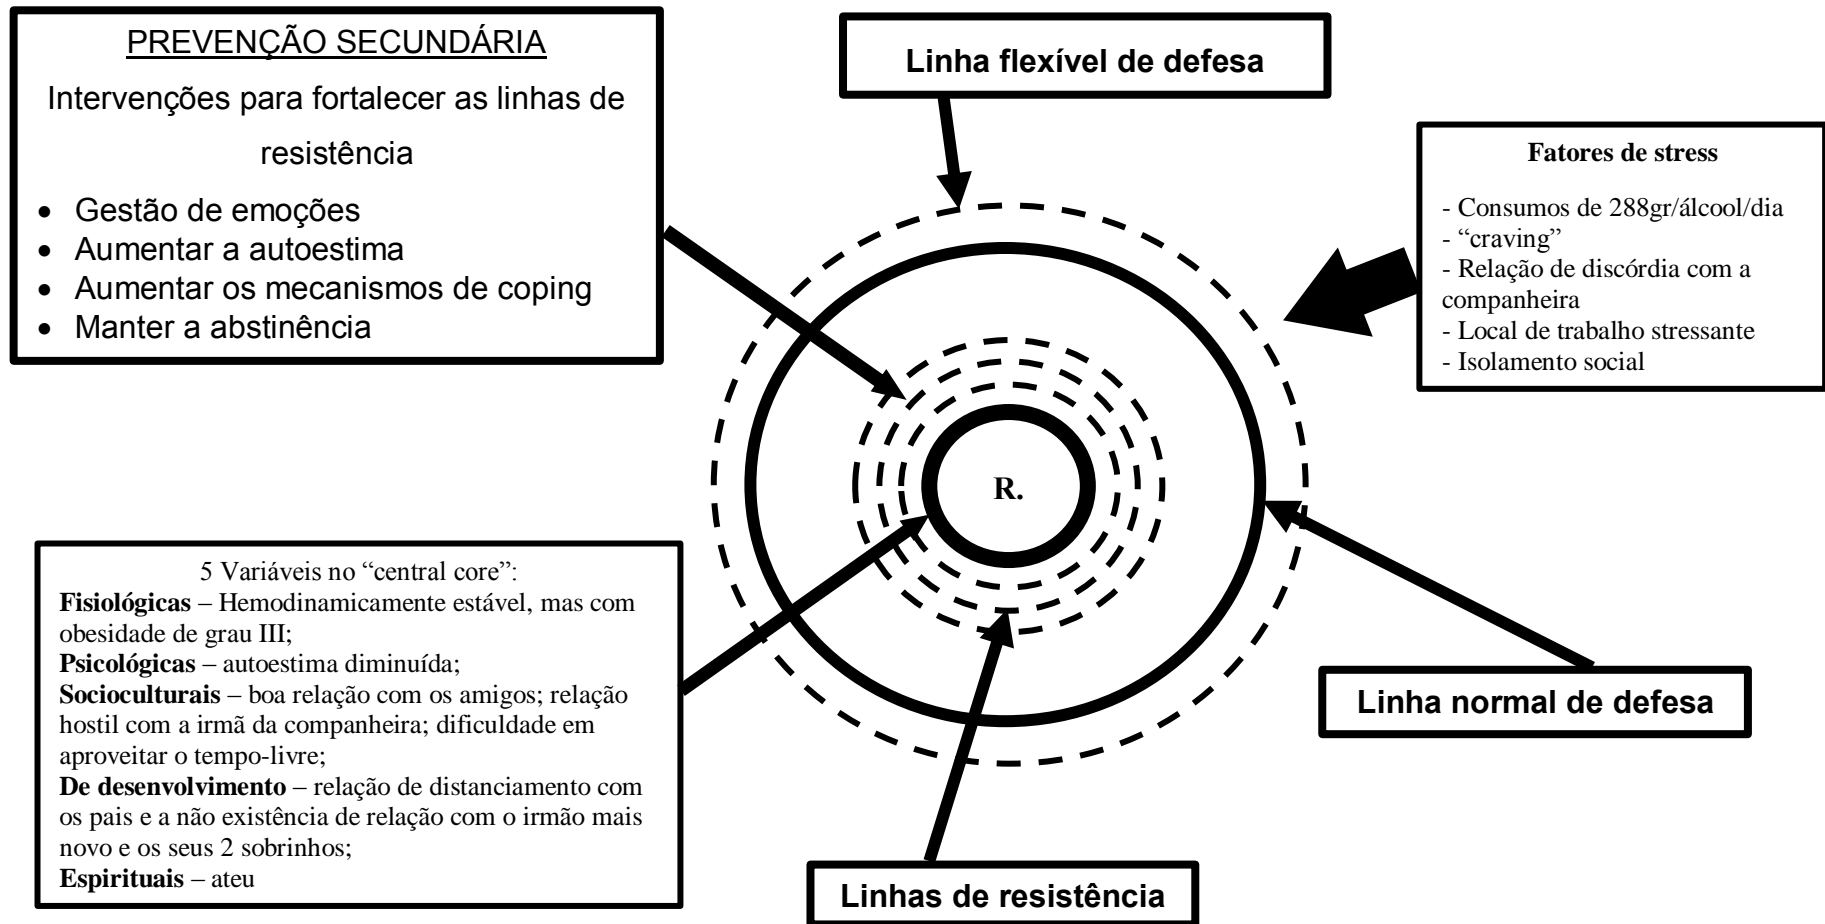 PREVENÇÃO SECUNDÁRIA
Intervenções para fortalecer as linhas de
resistência
• Gestão de emoções
• Aumentar a autoestima
• Aumentar os mecanismos de coping
• Manter a abstinência
Linha flexível de defesa
Fatores de stress
- Consumos de 288gr/álcool/dia
- “craving”
- Relação de discórdia com a
companheira
- Local de trabalho stressante
- Isolamento social
R.
5 Variáveis no “central core”:
Fisiológicas – Hemodinamicamente estável, mas com
obesidade de grau III;
Psicológicas – autoestima diminuída;
Socioculturais – boa relação com os amigos; relação
hostil com a irmã da companheira; dificuldade em
aproveitar o tempo-livre;
De desenvolvimento – relação de distanciamento com
os pais e a não existência de relação com o irmão mais
novo e os seus 2 sobrinhos;
Espirituais – ateu
Linha normal de defesa
Linhas de resistência